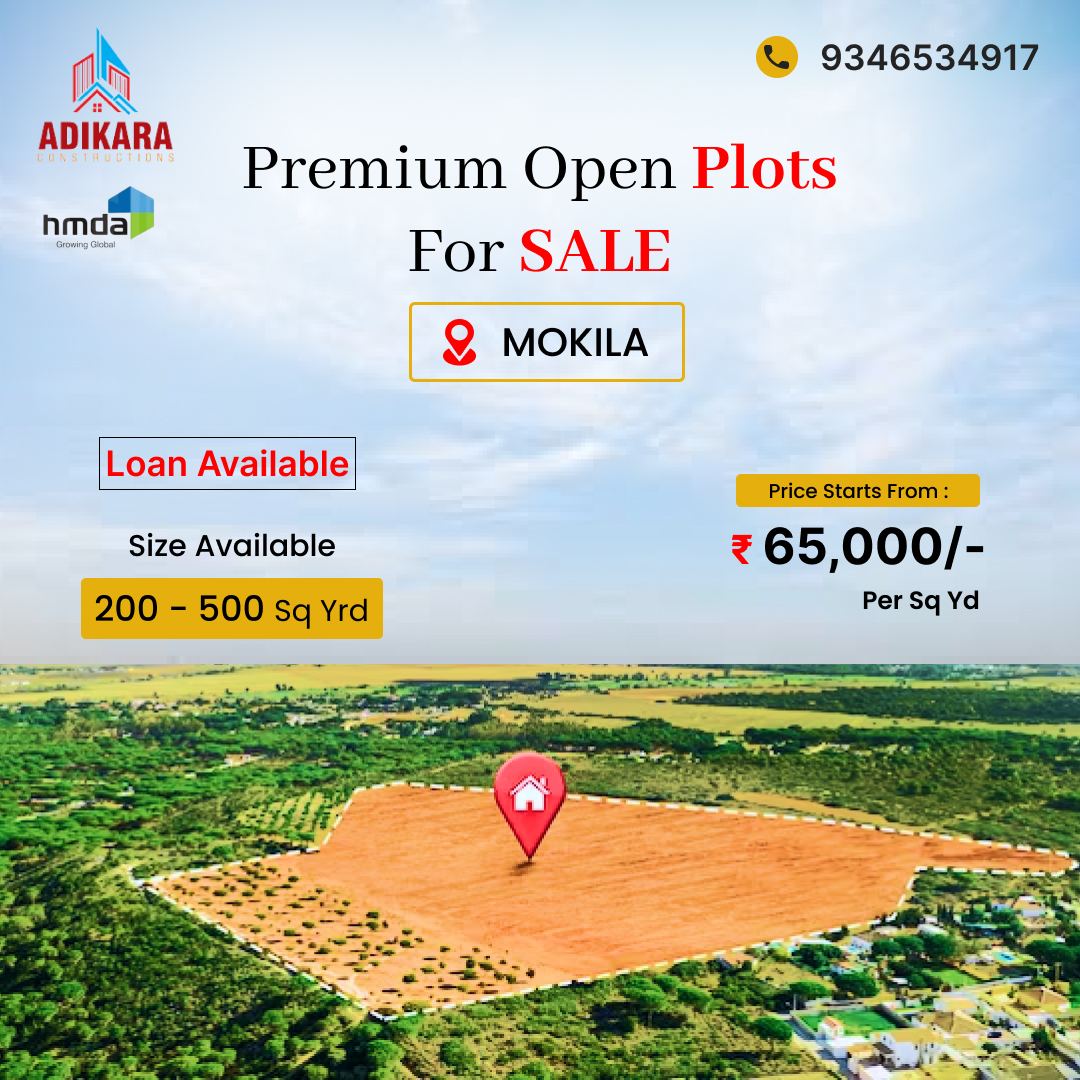 ADIKARA
CONSTRUCTIONS
hmda
Growing Global
9346534917
Premium Open Plots
For SALE
MOKILA
Loan Available
Size Available
200 - 500 Sq Yrd
Price Starts From :
₹ 65,000/-
Per Sq Yd